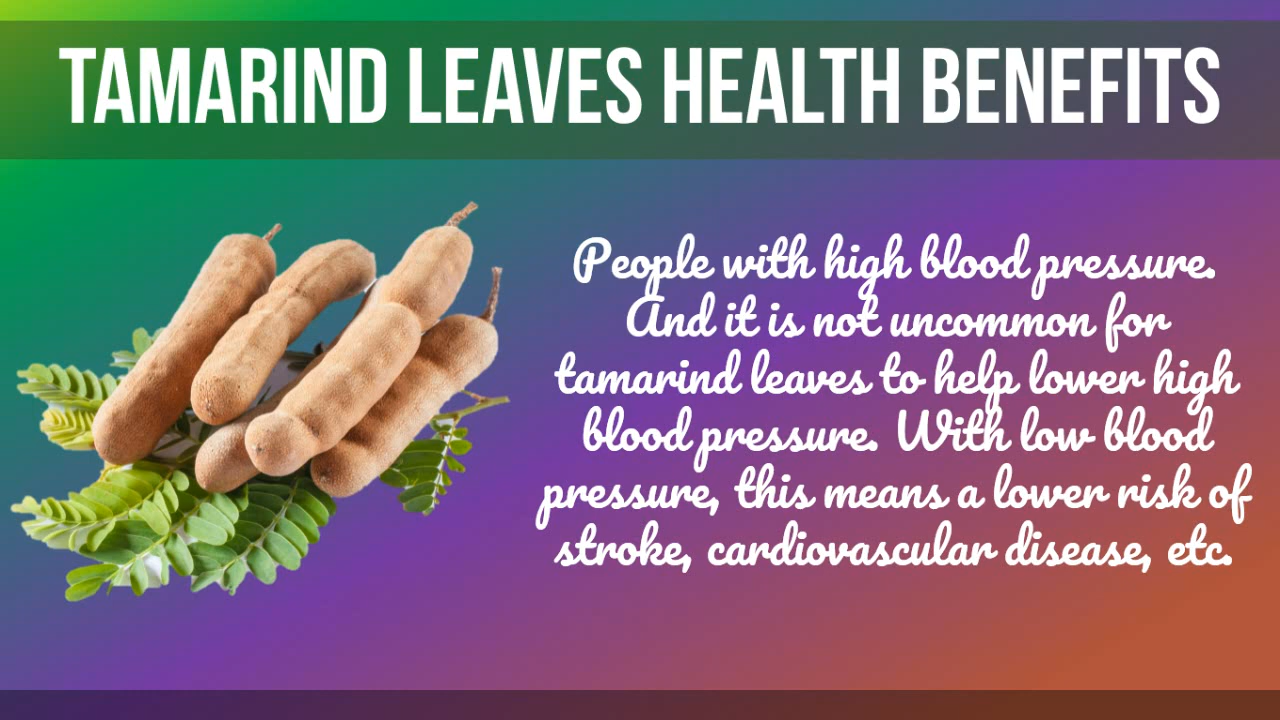 TAMARIND LEAVES HEALTH BENEFITS
People with high blood pressure.
And it is not uncommon for
tamarind leaves to help lower high
blood pressure. With low blood
pressure, this means a lower risk of
stroke, cardiovascular disease, etc.